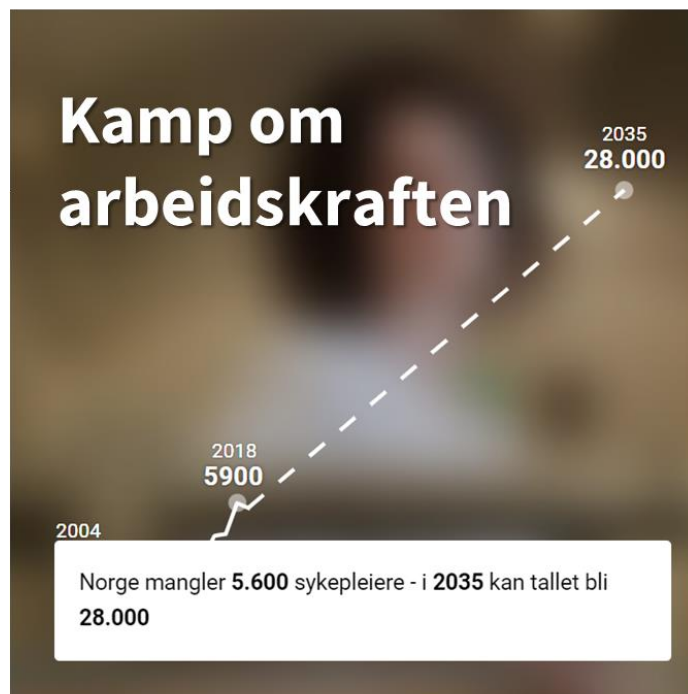 Kamp om
arbeidskraften
2035
28.000
2018
5900
2004
Norge mangler 5.600 sykepleiere - i 2035 kan tallet bli
28.000